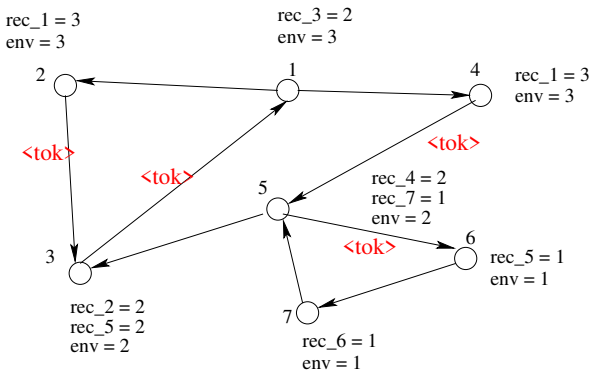 rec_1 = 3
env = 3
rec_3 = 2
env = 3
2
1
4
rec_1 = 3
env = 3
<tok>
<tok>
<tok>
5
rec_4 = 2
rec_7 = 1
env = 2
<tok>
6
3
rec_5 = 1
env = 1
rec_2 = 2
rec_5 = 2
env = 2
7
rec_6 = 1
env = 1